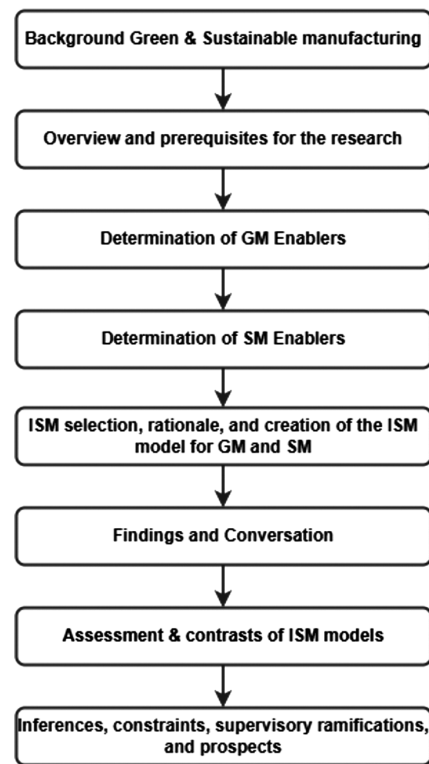 Background Green & Sustainable manufacturing
Overview and prerequisites for the research
Determination of GM Enablers
Determination of SM Enablers
ISM selection, rationale, and creation of the ISM
model for GM and SM
Findings and Conversation
Assessment & contrasts of ISM models
Inferences, constraints, supervisory ramifications,
and prospects